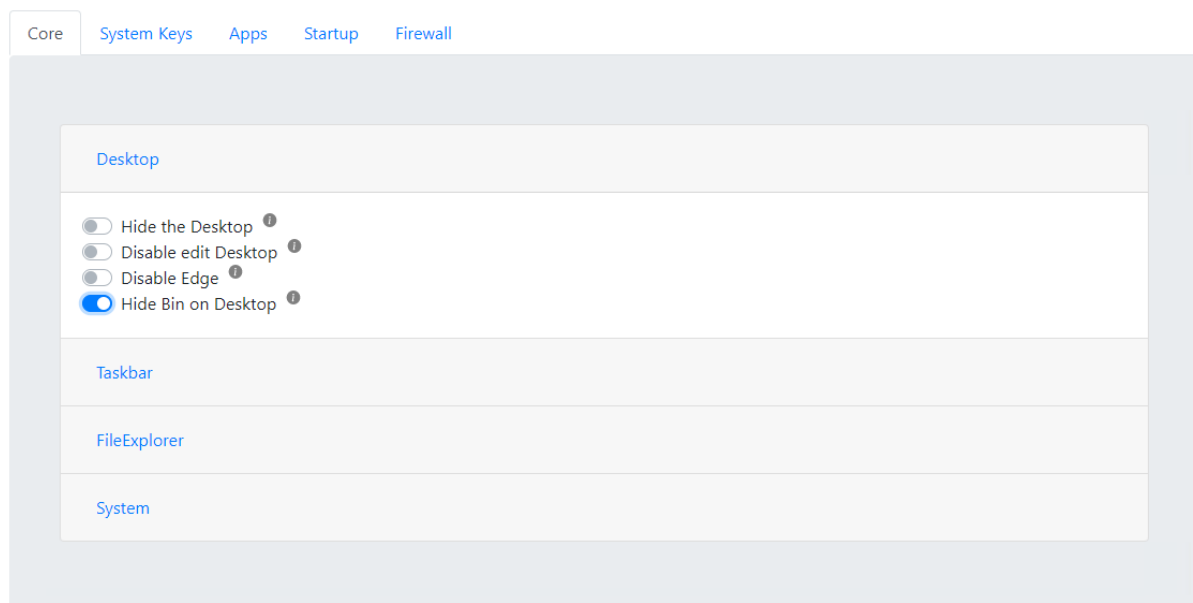 Core System Keys Apps Startup Firewall
Desktop
Hide the Desktop i
Disable edit Desktop i
Disable Edge i
Hide Bin on Desktop i
Taskbar
FileExplorer
System